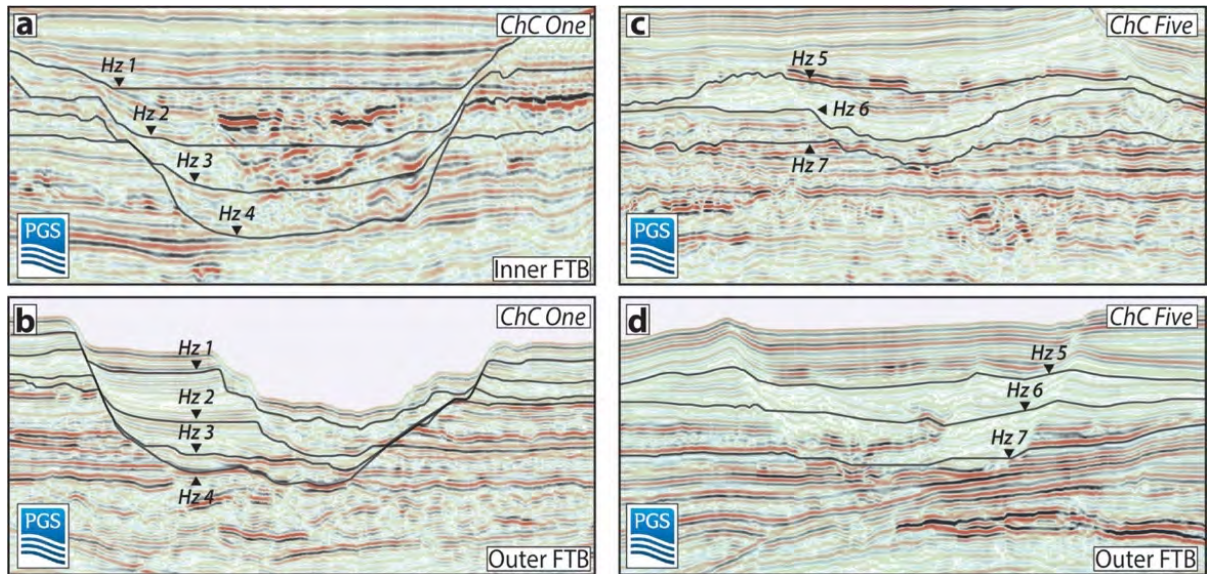 a
ChC One
Hz 1
Hz 2
Hz 3
Hz 4
PGS
Inner FTB
b
ChC One
Hz 1
Hz 2
Hz 3
Hz 4
PGS
Outer FTB
c
ChC Five
Hz 5
Hz 6
Hz 7
PGS
d
ChC Five
Hz 5
Hz 6
Hz 7
PGS
Outer FTB